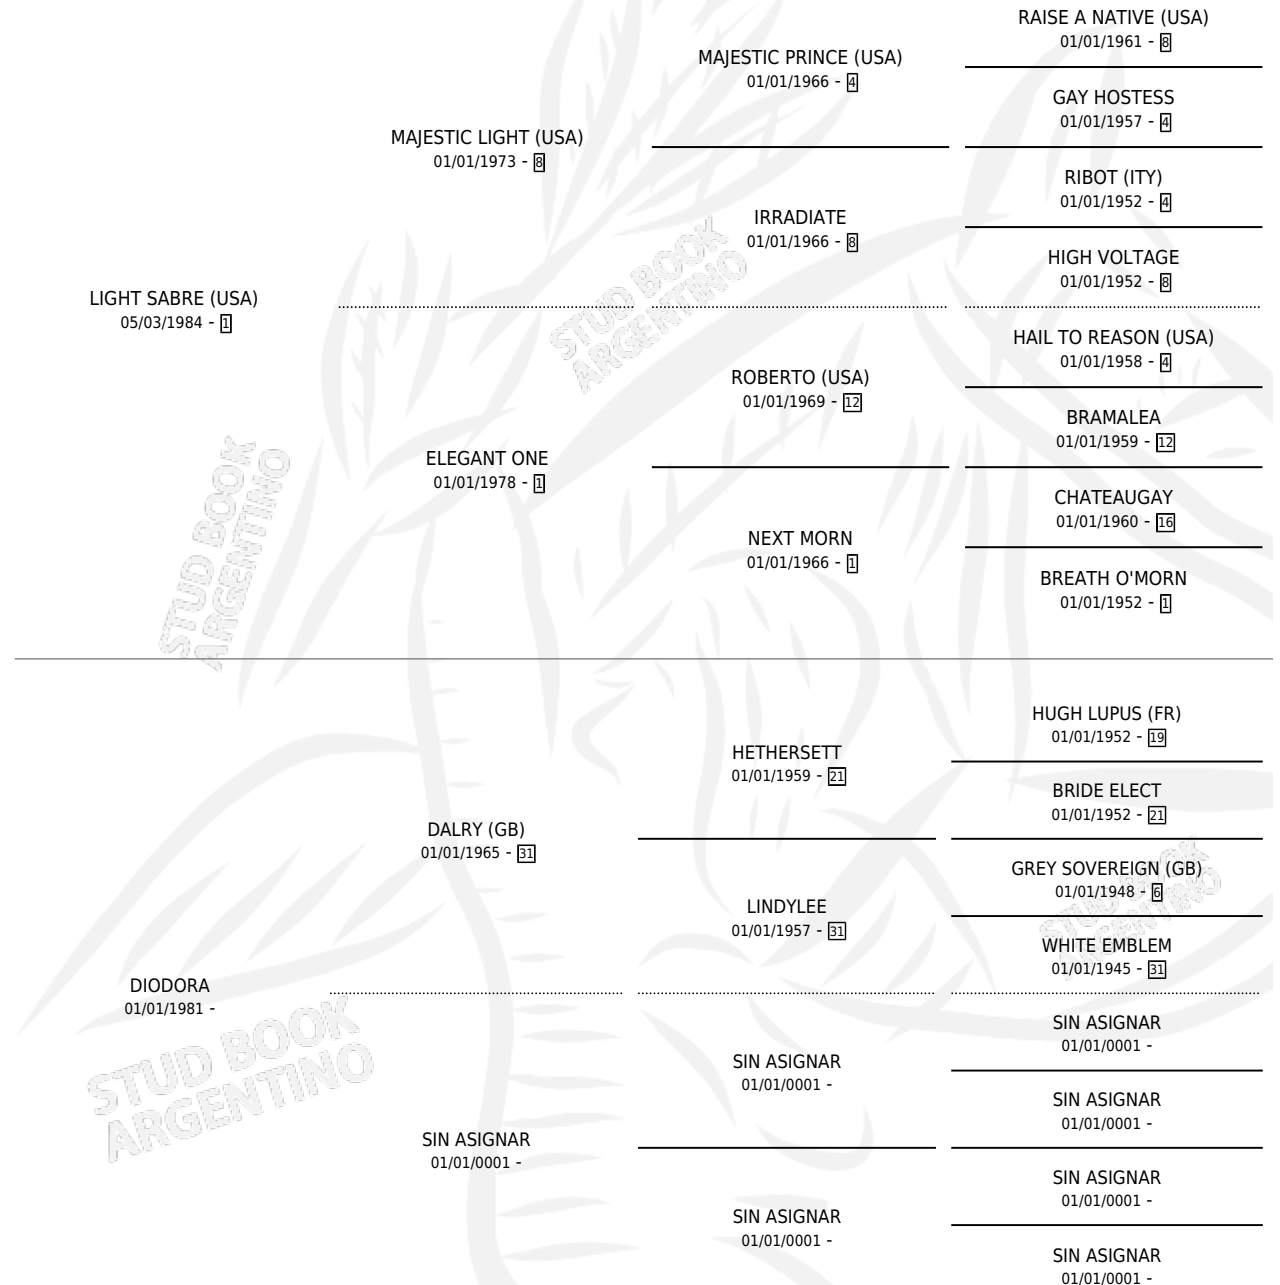 RAISE A NATIVE (USA)
01/01/1961 - 8
MAJESTIC PRINCE (USA)
01/01/1966 - 4
GAY HOSTESS
01/01/1957 - 4
MAJESTIC LIGHT (USA)
01/01/1973 - 8
RIBOT (ITY)
01/01/1952 - 4
IRRADIATE
01/01/1966 - 8
HIGH VOLTAGE
01/01/1952 - 8
LIGHT SABRE (USA)
05/03/1984 - 1
HAIL TO REASON (USA)
01/01/1958 - 4
ROBERTO (USA)
01/01/1969 - 12
BRAMALEA
01/01/1959 - 12
ELEGANT ONE
01/01/1978 - 1
CHATEAUGAY
01/01/1960 - 16
NEXT MORN
01/01/1966 - 1
BREATH O'MORN
01/01/1952 - 1
HUGH LUPUS (FR)
01/01/1952 - 19
HETHERSETT
01/01/1959 - 21
BRIDE ELECT
01/01/1952 - 21
DALRY (GB)
01/01/1965 - 31
GREY SOVEREIGN (GB)
01/01/1948 - 6
LINDYLEE
01/01/1957 - 31
WHITE EMBLEM
01/01/1945 - 31
DIODORA
01/01/1981 -
SIN ASIGNAR
01/01/0001 -
SIN ASIGNAR
01/01/0001 -
SIN ASIGNAR
01/01/0001 -
SIN ASIGNAR
01/01/0001 -
SIN ASIGNAR
01/01/0001 -
SIN ASIGNAR
01/01/0001 -
SIN ASIGNAR
01/01/0001 -
STUD BOOK
ARGENTINO
STUD BOOK
ARGENTINO
STUD BOOK
ARGENTINO
STUD BOOK
ARGENTINO